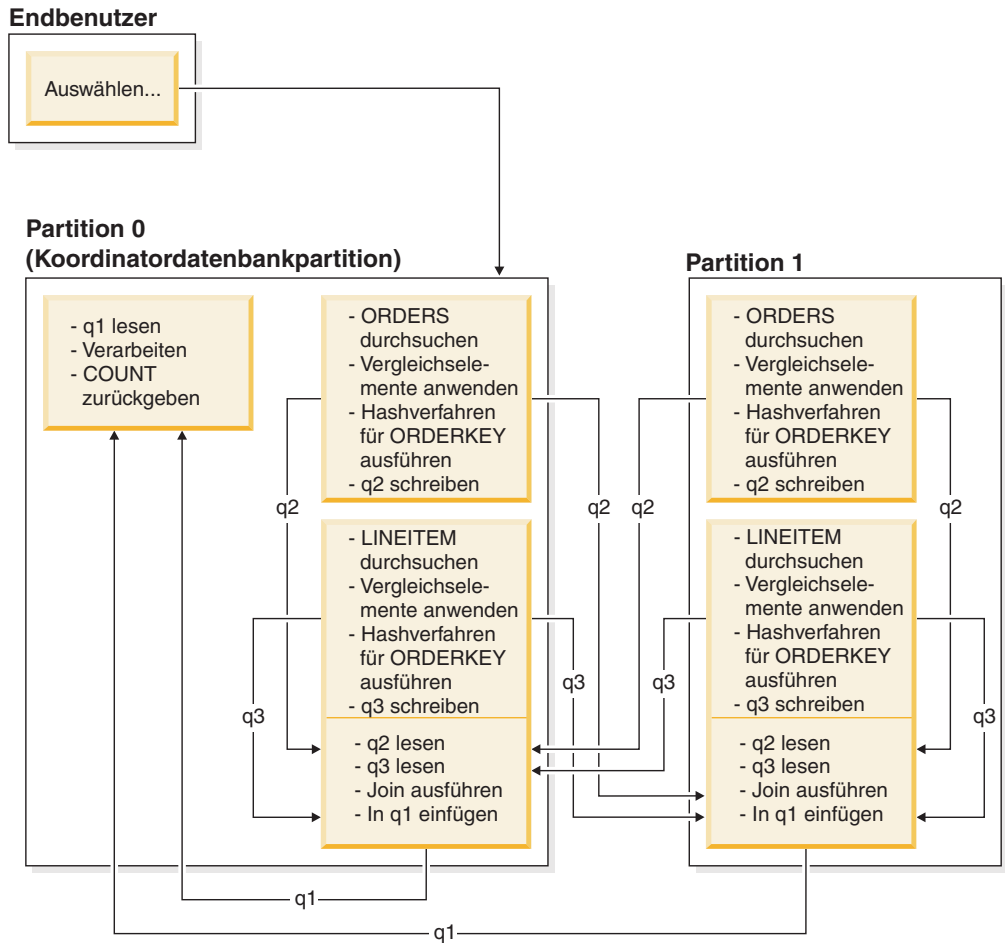 Endbenutzer
Auswählen...
Partition 0
(Koordinatordatenbankpartition)
- q1 lesen
- Verarbeiten
- COUNT
zurückgeben
- ORDERS
durchsuchen
- Vergleichsele-
mente anwenden
- Hashverfahren
für ORDERKEY
ausführen
- q2 schreiben
- LINEITEM
durchsuchen
- Vergleichsele-
mente anwenden
- Hashverfahren
für ORDERKEY
ausführen
- q3 schreiben
- q2 lesen
- q3 lesen
- Join ausführen
- In q1 einfügen
q2
q3
q2
q2
q3
q3
Partition 1
- ORDERS
durchsuchen
- Vergleichsele-
mente anwenden
- Hashverfahren
für ORDERKEY
ausführen
- q2 schreiben
- LINEITEM
durchsuchen
- Vergleichsele-
mente anwenden
- Hashverfahren
für ORDERKEY
ausführen
- q3 schreiben
- q2 lesen
- q3 lesen
- Join ausführen
- In q1 einfügen
q2
q3
q1
q1